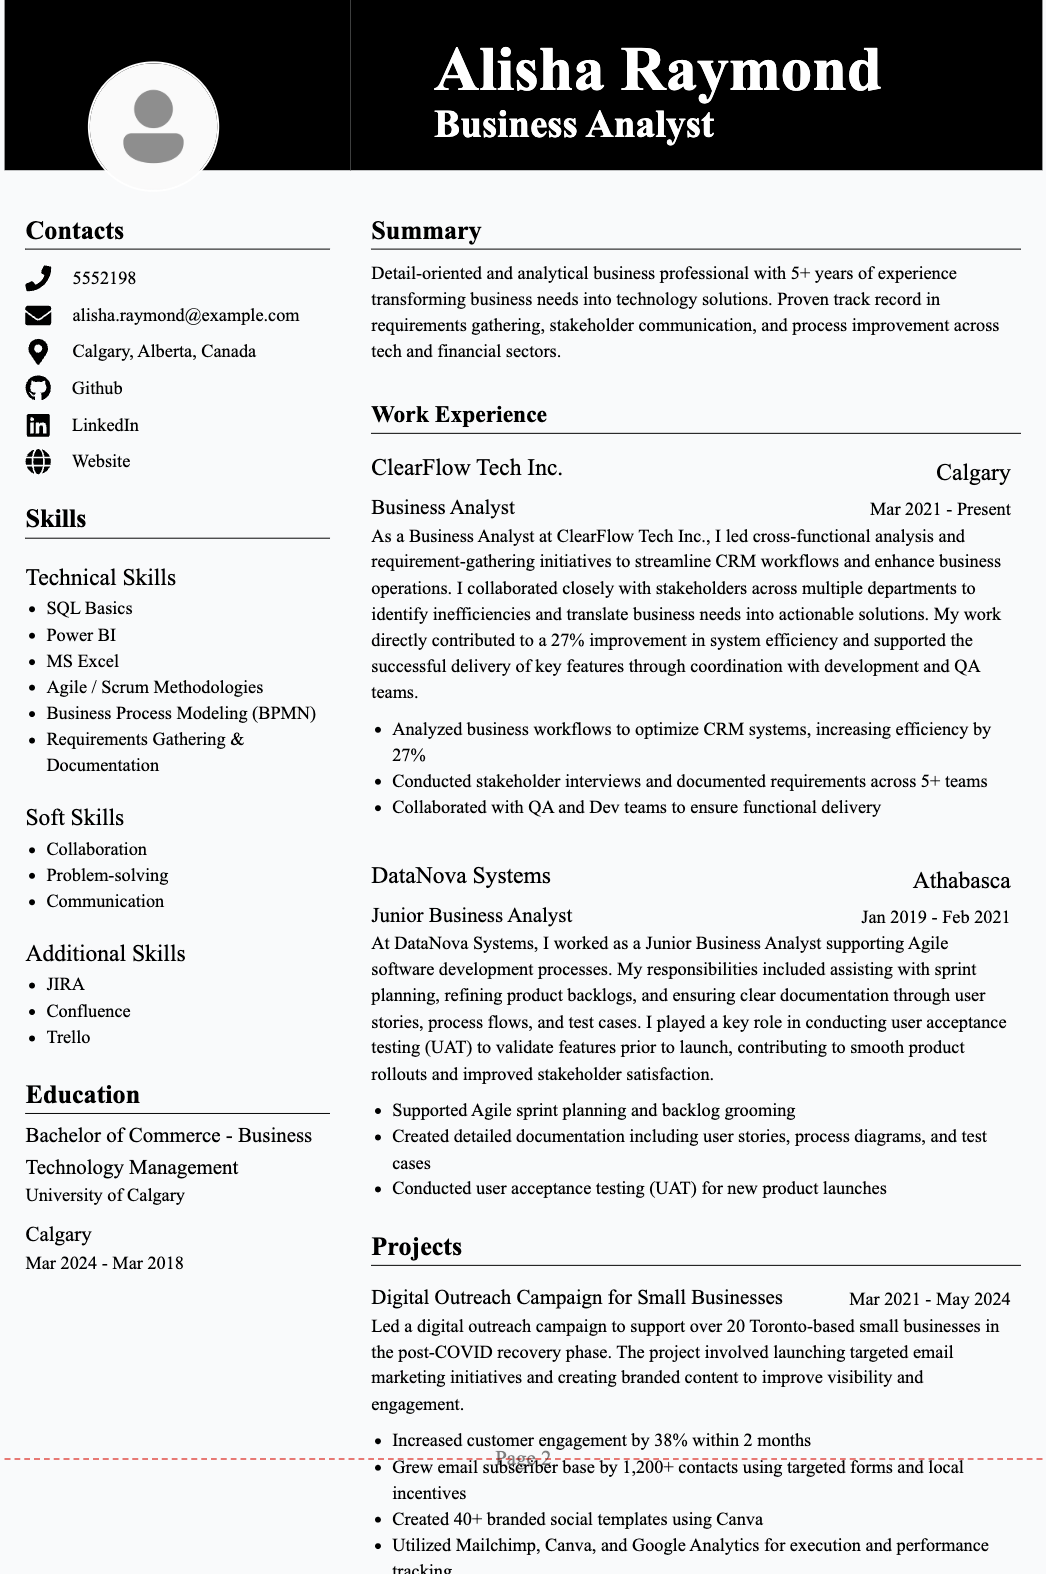 Alisha Raymond
Business Analyst
Contacts
5552198
alisha.raymond@example.com
Calgary, Alberta, Canada
Github
LinkedIn
Website
Skills
Technical Skills
• SQL Basics
• Power BI
• MS Excel
• Agile / Scrum Methodologies
• Business Process Modeling (BPMN)
• Requirements Gathering &
Documentation
Soft Skills
• Collaboration
• Problem-solving
• Communication
Additional Skills
• JIRA
• Confluence
• Trello
Education
Bachelor of Commerce - Business
Technology Management
University of Calgary
Calgary
Mar 2024 - Mar 2018
Summary
Detail-oriented and analytical business professional with 5+ years of experience
transforming business needs into technology solutions. Proven track record in
requirements gathering, stakeholder communication, and process improvement across
tech and financial sectors.
Work Experience
ClearFlow Tech Inc. Calgary
Business Analyst Mar 2021 - Present
As a Business Analyst at ClearFlow Tech Inc., I led cross-functional analysis and
requirement-gathering initiatives to streamline CRM workflows and enhance business
operations. I collaborated closely with stakeholders across multiple departments to
identify inefficiencies and translate business needs into actionable solutions. My work
directly contributed to a 27% improvement in system efficiency and supported the
successful delivery of key features through coordination with development and QA
teams.
• Analyzed business workflows to optimize CRM systems, increasing efficiency by
27%
• Conducted stakeholder interviews and documented requirements across 5+ teams
• Collaborated with QA and Dev teams to ensure functional delivery
DataNova Systems Athabasca
Junior Business Analyst Jan 2019 - Feb 2021
At DataNova Systems, I worked as a Junior Business Analyst supporting Agile
software development processes. My responsibilities included assisting with sprint
planning, refining product backlogs, and ensuring clear documentation through user
stories, process flows, and test cases. I played a key role in conducting user acceptance
testing (UAT) to validate features prior to launch, contributing to smooth product
rollouts and improved stakeholder satisfaction.
• Supported Agile sprint planning and backlog grooming
• Created detailed documentation including user stories, process diagrams, and test
cases
• Conducted user acceptance testing (UAT) for new product launches
Projects
Digital Outreach Campaign for Small Businesses Mar 2021 - May 2024
Led a digital outreach campaign to support over 20 Toronto-based small businesses in
the post-COVID recovery phase. The project involved launching targeted email
marketing initiatives and creating branded content to improve visibility and
engagement.
• Increased customer engagement by 38% within 2 months
Page 2
• Grew email subscriber base by 1,200+ contacts using targeted forms and local
incentives
• Created 40+ branded social templates using Canva
• Utilized Mailchimp, Canva, and Google Analytics for execution and performance
tracking